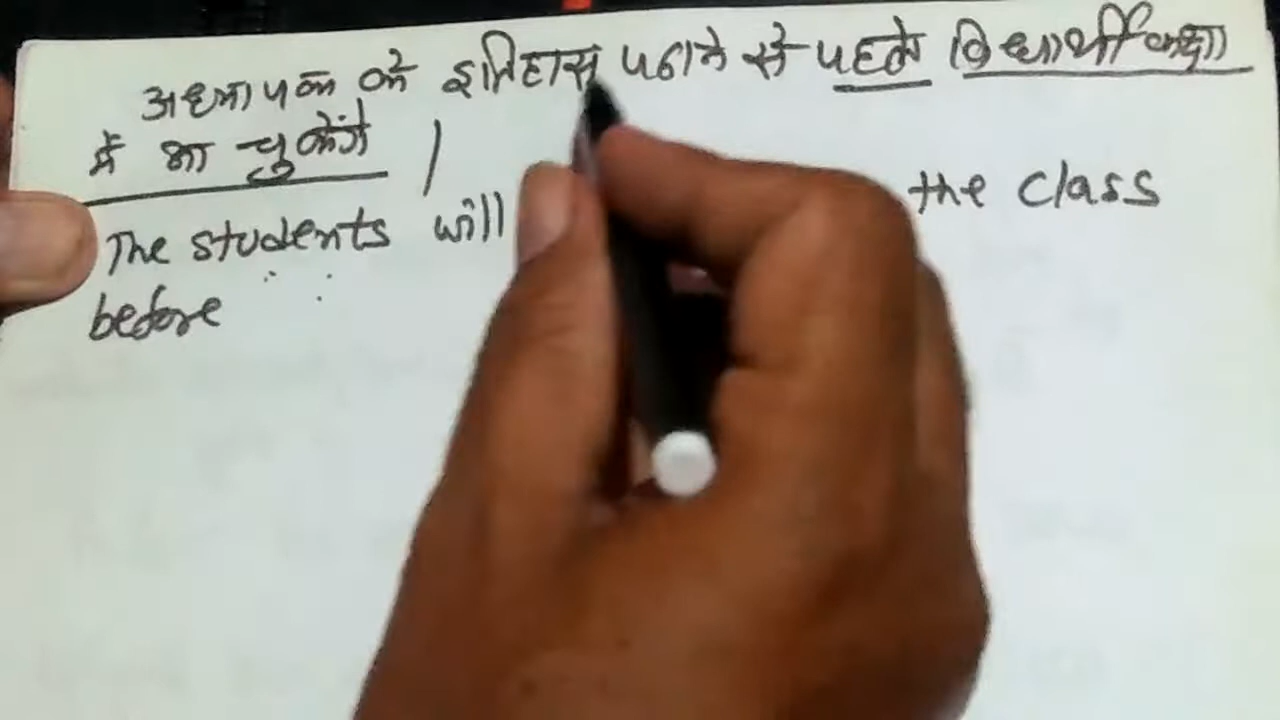 अध्यापक के इतिहास पढाने से पहले विधार्थी कक्षा
में आ चुकेंगे |
The students will the class
before